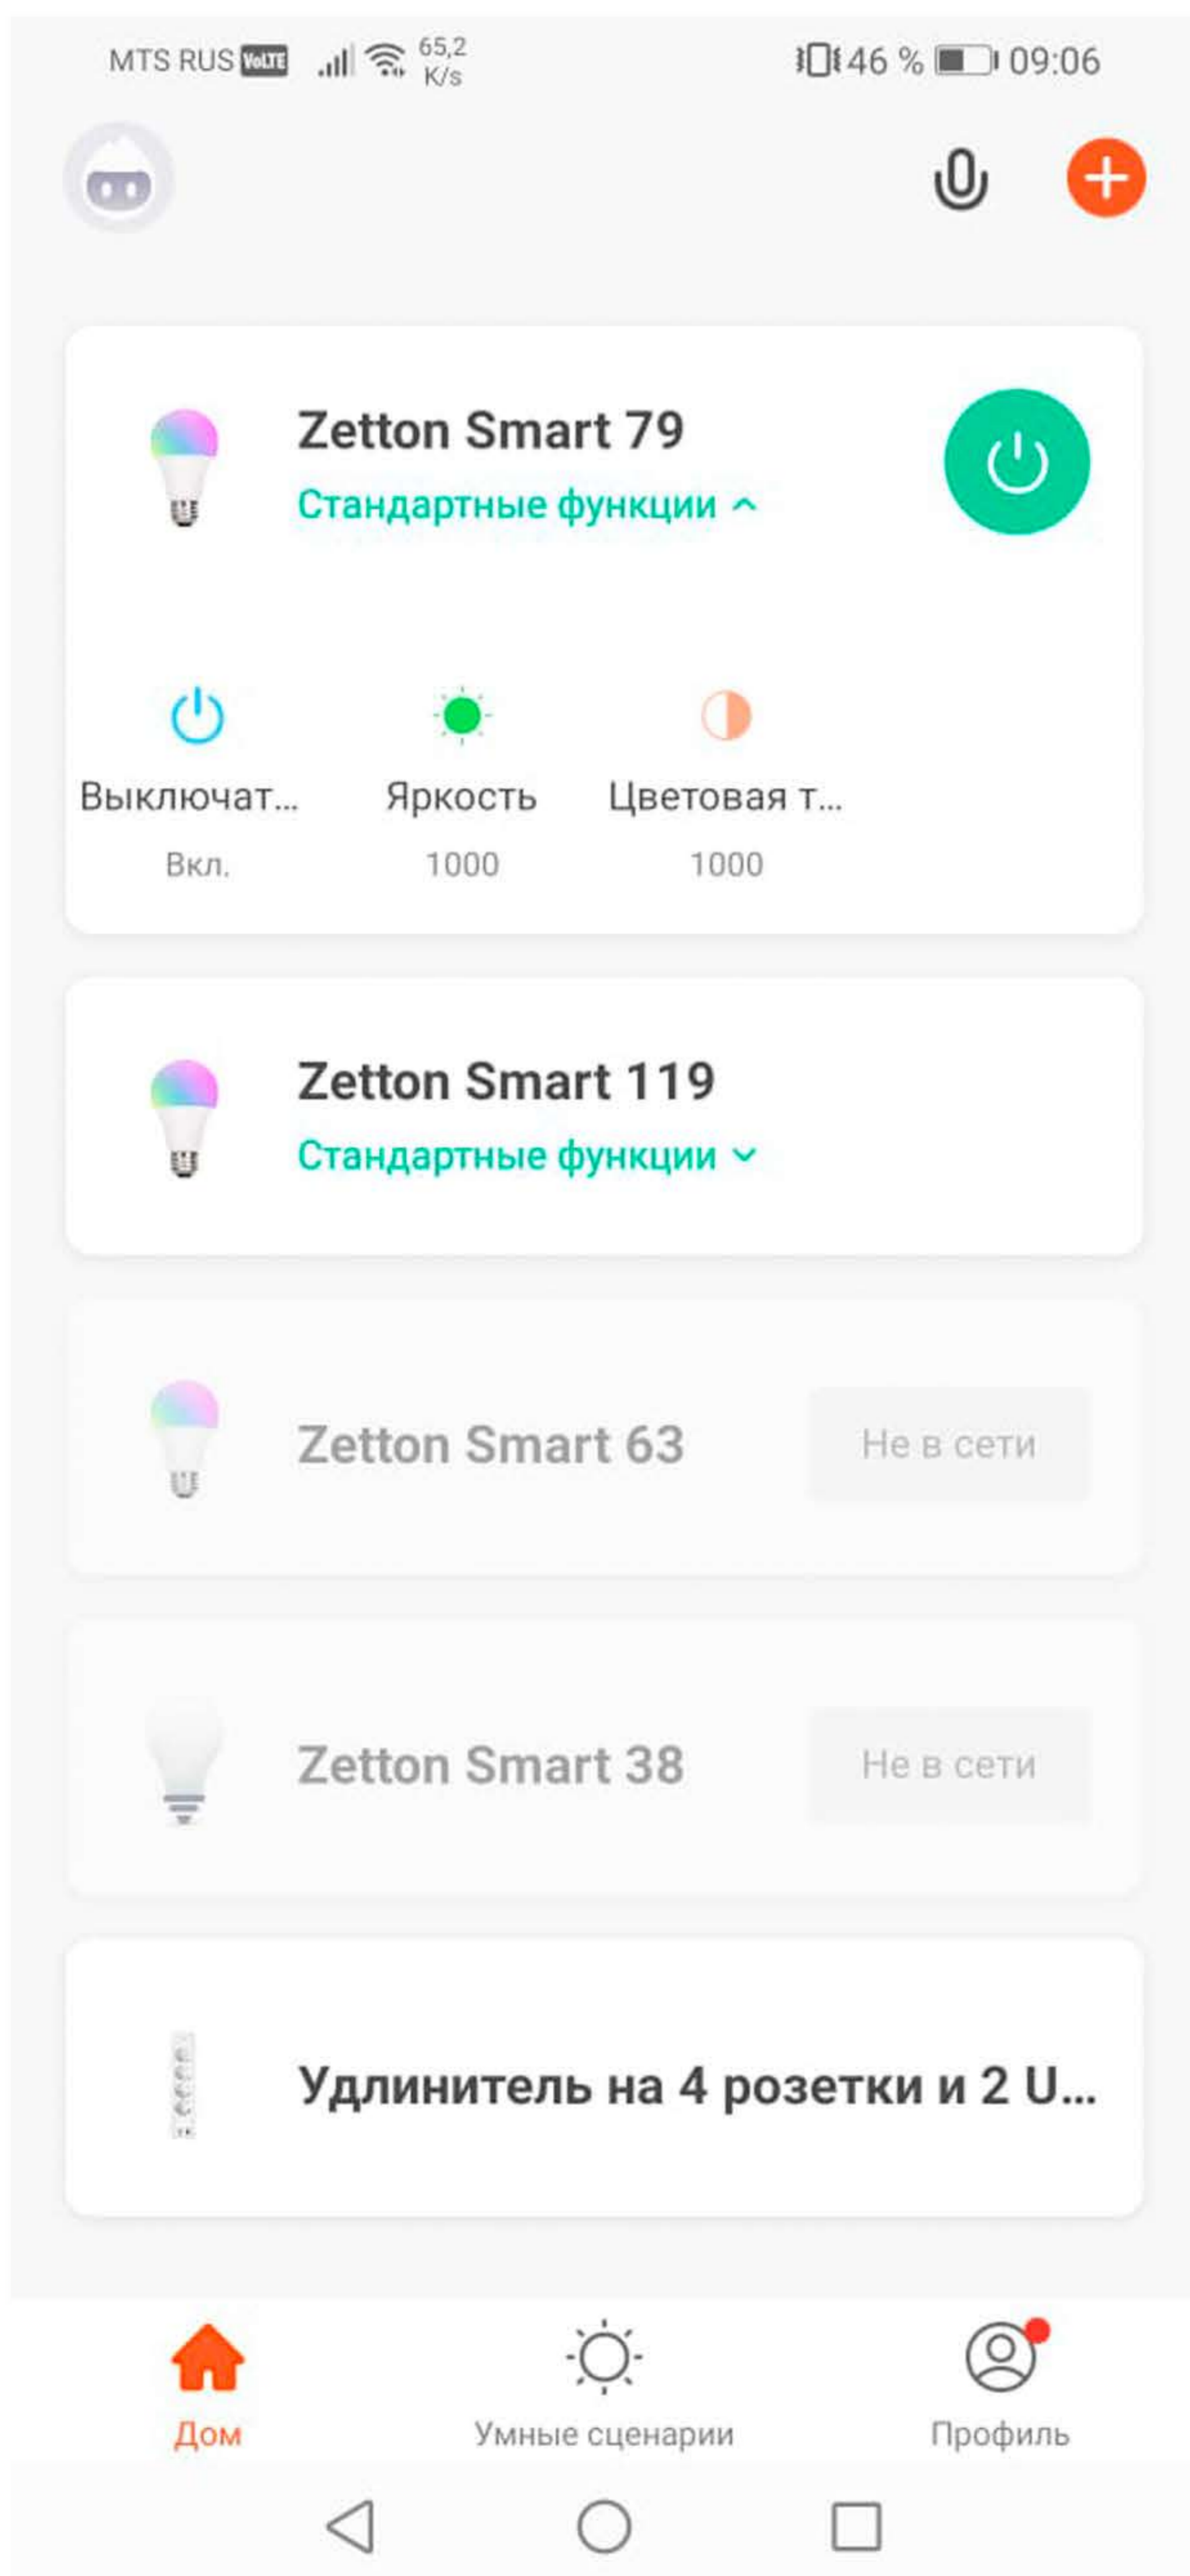 MTS RUS VoLTE 65,2 K/s 46 % 09:06
Zetton Smart 79
Стандартные функции
Выключат... Яркость Цветовая т...
Вкл. 1000 1000
Zetton Smart 119
Стандартные функции
Zetton Smart 63 Не в сети
Zetton Smart 38 Не в сети
Удлинитель на 4 розетки и 2 U...
Дом Умные сценарии Профиль